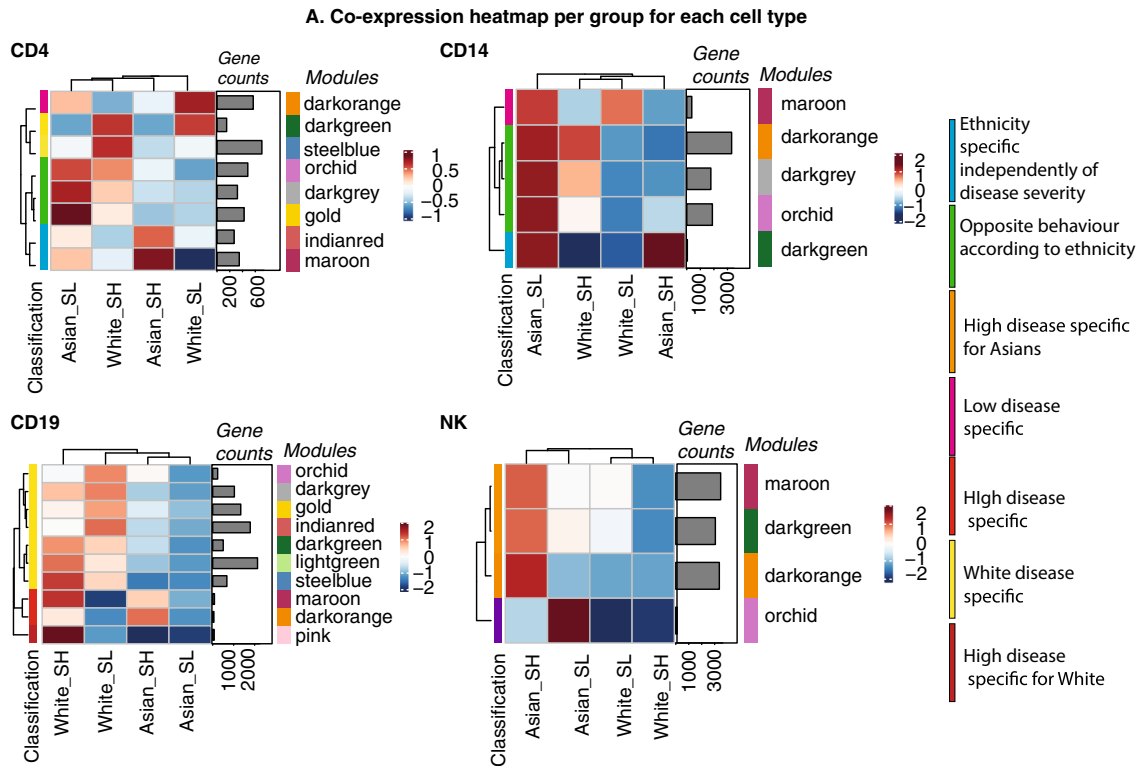 A. Co-expression heatmap per group for each cell type
CD4
Gene
counts
Modules
darkorange
darkgreen
steelblue
orchid
darkgrey
gold
indianred
maroon
1
0.5
−0.5
−1
200
600
Classification
Asian_SL
White_SH
Asian_SH
White_SL
CD14
Gene
counts
Modules
maroon
darkorange
darkgrey
orchid
darkgreen
2
1
0
−1
−2
1000
3000
Classification
Asian_SL
White_SH
White_SL
Asian_SH
CD19
Gene
counts
Modules
orchid
darkgrey
gold
indianred
darkgreen
lightgreen
steelblue
maroon
darkorange
pink
2
1
0
−1
−2
1000
2000
Classification
White_SH
White_SL
Asian_SH
Asian_SL
NK
Gene
counts
Modules
maroon
darkgreen
darkorange
orchid
2
1
0
−1
−2
1000
3000
Classification
Asian_SH
Asian_SL
White_SL
White_SH
Ethnicity
specific
independently of
disease severity
Opposite behaviour
according to ethnicity
High disease specific
for Asians
Low disease
specific
HIgh disease
specific
White disease
specific
High disease
specific for White